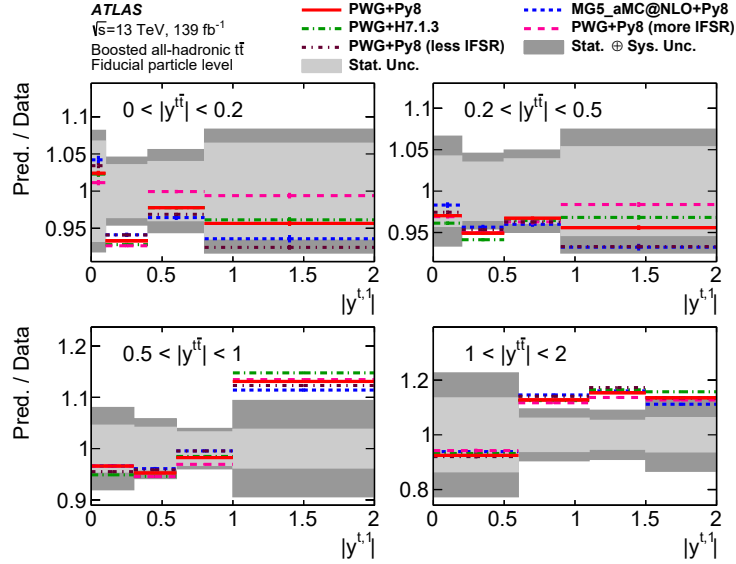 ATLAS
√s=13 TeV, 139 fb⁻¹
Boosted all-hadronic tt̄
Fiducial particle level
PWG+Py8
MG5_aMC@NLO+Py8
PWG+H7.1.3
PWG+Py8 (more IFSR)
PWG+Py8 (less IFSR)
Stat. ⊕ Sys. Unc.
Stat. Unc.
Pred. / Data
0 < |y^{tt̄}| < 0.2
1.1
1.05
1
0.95
0 0.5 1 1.5 2
|y^{t,1}|
0.2 < |y^{tt̄}| < 0.5
1.1
1.05
1
0.95
0 0.5 1 1.5 2
|y^{t,1}|
Pred. / Data
0.5 < |y^{tt̄}| < 1
1.2
1.1
1
0.9
0 0.5 1 1.5 2
|y^{t,1}|
1 < |y^{tt̄}| < 2
1.2
1
0.8
0 0.5 1 1.5 2
|y^{t,1}|